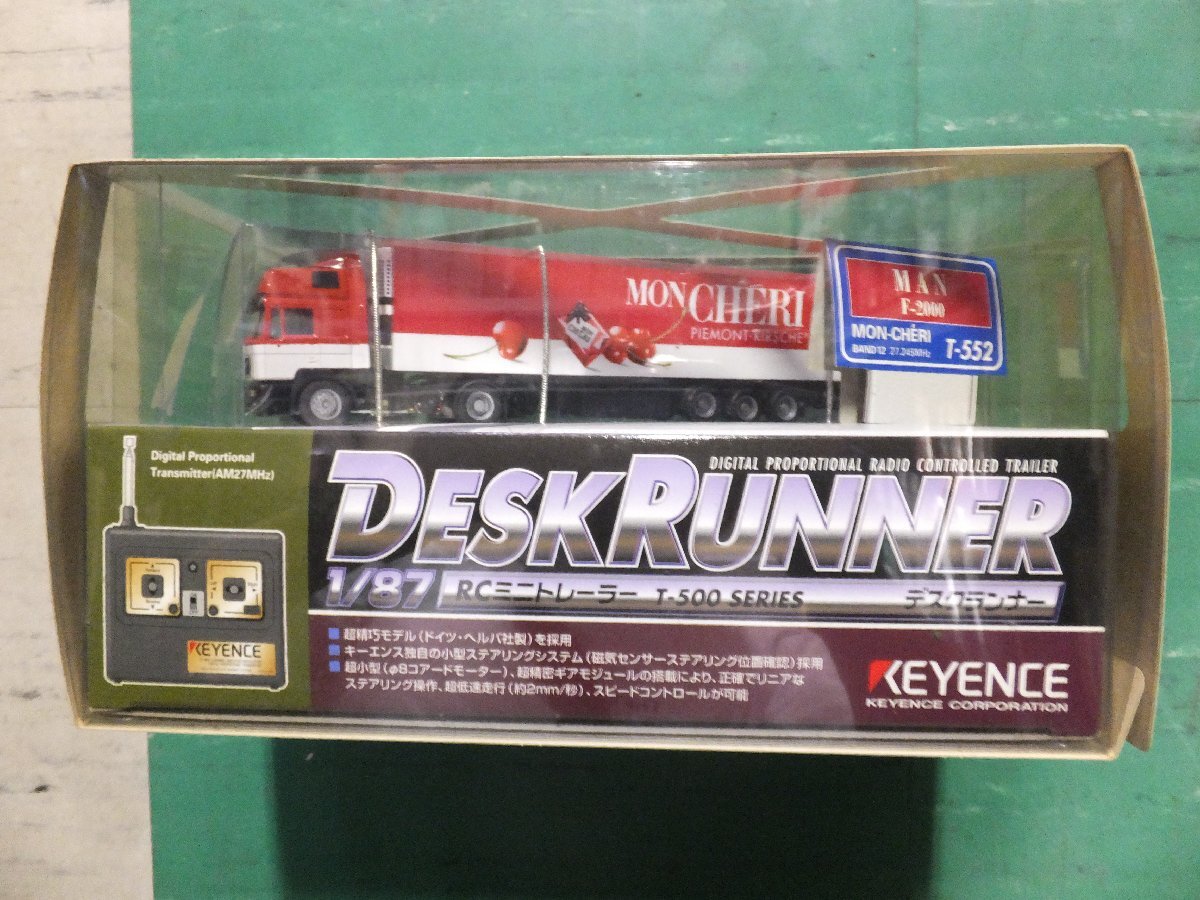 MON CHÉRI
PIEMONT-KIRSCHE
MAN
F-2000
MON-CHÉRI
BAND12 27.245MHz T-552
Digital Proportional
Transmitter(AM27MHz)
KEYENCE
DIGITAL PROPORTIONAL RADIO CONTROLLED TRAILER
DESKRUNNER
1/87 RCミニトレーラー T-500 SERIES デスクランナー
超精巧モデル(ドイツ・ヘルパ社製)を採用
キーエンス独自の小型ステアリングシステム(磁気センサーステアリング位置確認)採用
超小型(φ8コアードモーター)、超精密ギアモジュールの搭載により、正確でリニアな
ステアリング操作、超低速走行(約2mm/秒)、スピードコントロールが可能
KEYENCE
KEYENCE CORPORATION